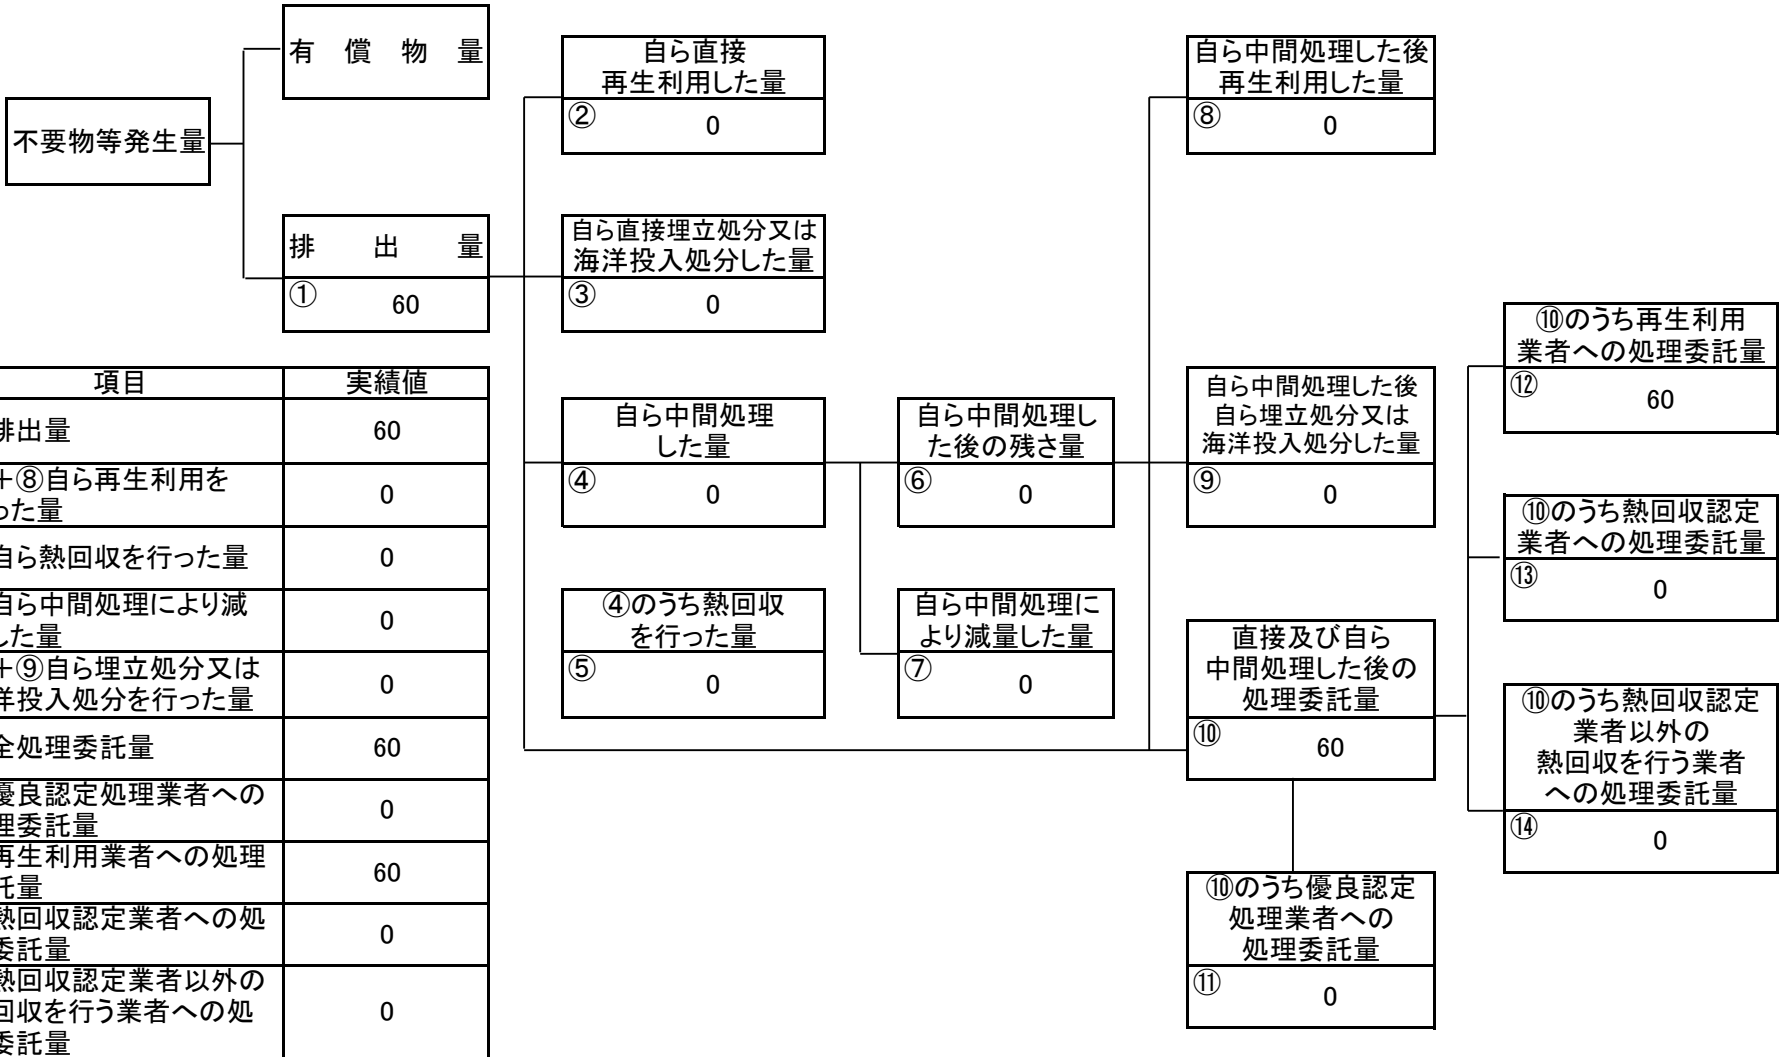 有償物量
不要物等発生量
排出量
①
60
自ら直接
再生利用した量
②
0
自ら直接埋立処分又は
海洋投入処分した量
③
0
自ら中間処理
した量
④
0
④のうち熱回収
を行った量
⑤
0
自ら中間処理し
た後の残さ量
⑥
0
自ら中間処理に
より減量した量
⑦
0
自ら中間処理した後
再生利用した量
⑧
0
自ら中間処理した後
自ら埋立処分又は
海洋投入処分した量
⑨
0
直接及び自ら
中間処理した後の
処理委託量
⑩
60
⑩のうち優良認定
処理業者への
処理委託量
⑪
0
⑩のうち再生利用
業者への処理委託量
⑫
60
⑩のうち熱回収認定
業者への処理委託量
⑬
0
⑩のうち熱回収認定
業者以外の
熱回収を行う業者
への処理委託量
⑭
0
項目 実績値
排出量 60
+⑧自ら再生利用を
った量 0
自ら熱回収を行った量 0
自ら中間処理により減
した量 0
+⑨自ら埋立処分又は
洋投入処分を行った量 0
全処理委託量 60
優良認定処理業者への
理委託量 0
再生利用業者への処理
託量 60
熱回収認定業者への処
委託量 0
熱回収認定業者以外の
回収を行う業者への処
委託量 0